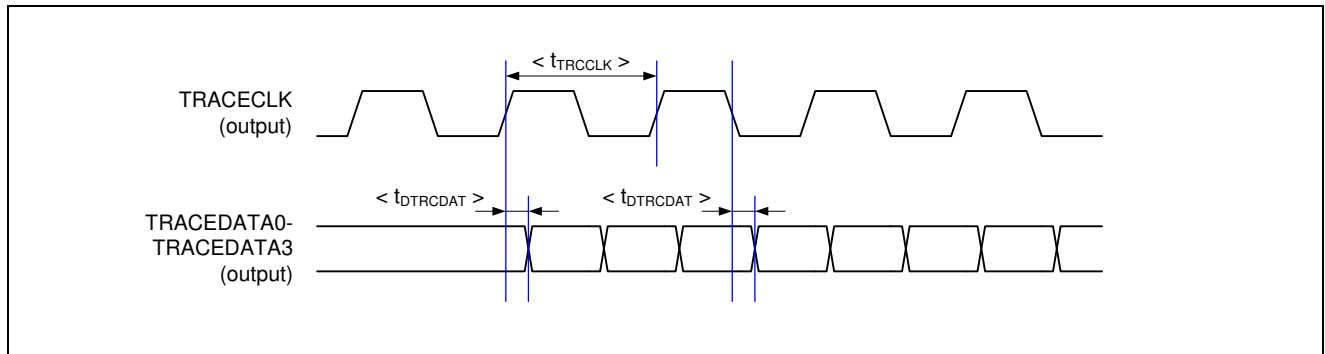 < tTRCCLK >
TRACECLK
(output)
< tDTRCDAT >
< tDTRCDAT >
TRACEDATA0-
TRACEDATA3
(output)